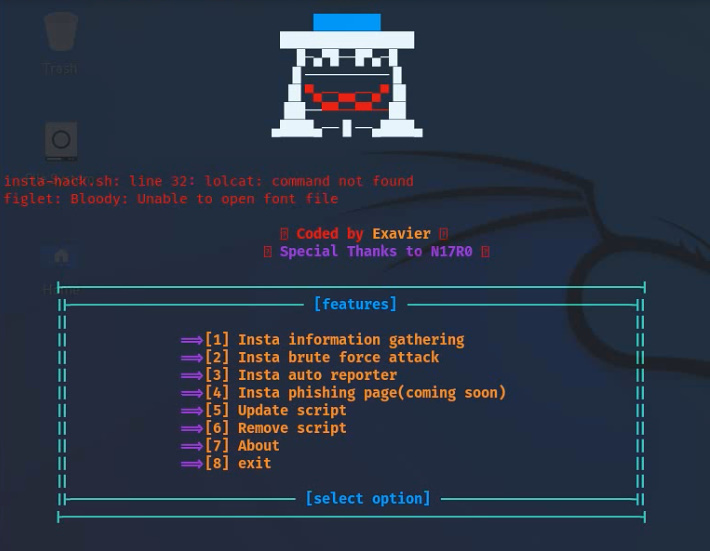 Trash
insta-hack.sh: line 32: lolcat: command not found
figlet: Bloody: Unable to open font file
Coded by Exavier
Special Thanks to N17R0
Home
[features]
⟹[1] Insta information gathering
⟹[2] Insta brute force attack
⟹[3] Insta auto reporter
⟹[4] Insta phishing page(coming soon)
⟹[5] Update script
⟹[6] Remove script
⟹[7] About
⟹[8] exit
[select option]